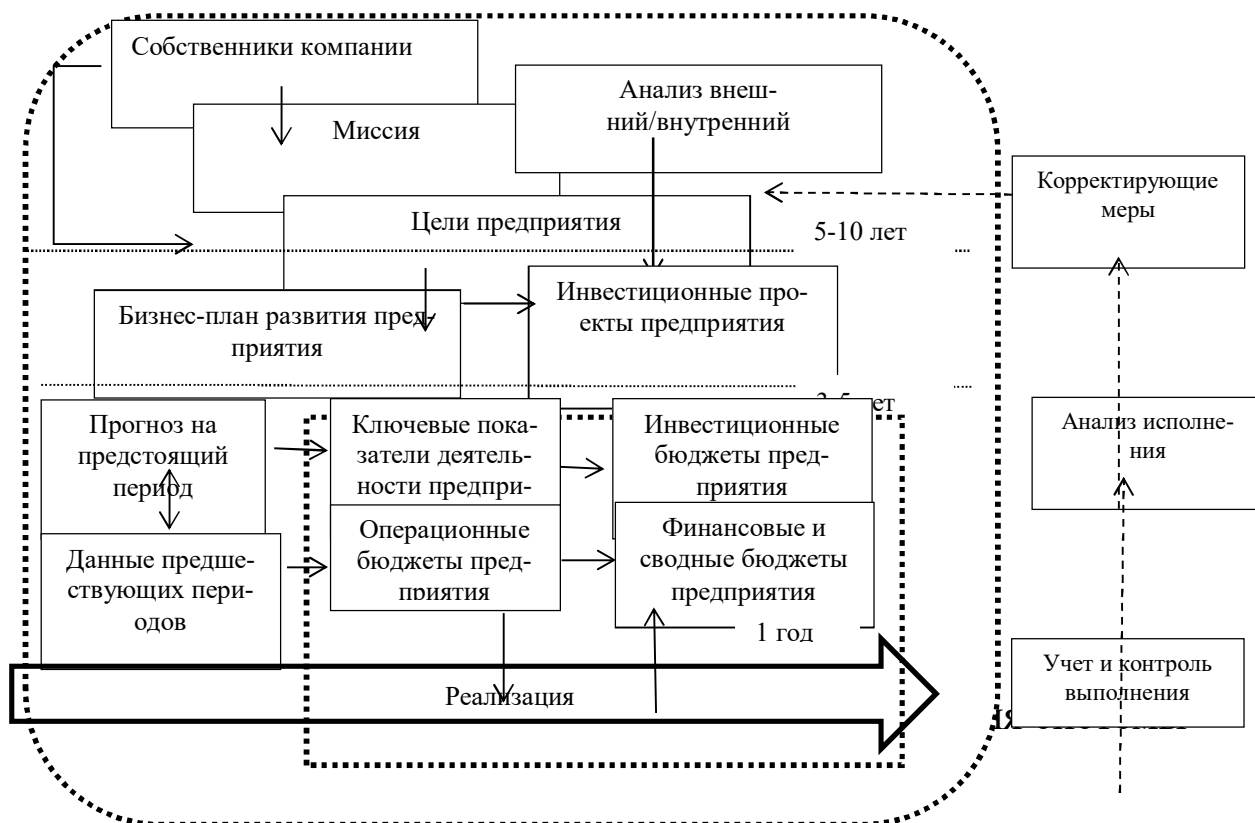 Собственники компании
Анализ внеш-
ний/внутренний
Миссия
Корректирующие
меры
Цели предприятия
5-10 лет
Инвестиционные про-
екты предприятия
Бизнес-план развития пред-
приятия
Прогноз на
предстоящий
период
Ключевые пока-
затели деятель-
ности предпри-
Инвестиционные
бюджеты пред-
приятия
Анализ исполне-
ния
Операционные
бюджеты пред-
приятия
Финансовые и
сводные бюджеты
предприятия
Данные предше-
ствующих пери-
одов
1 год
Учет и контроль
выполнения
Реализация